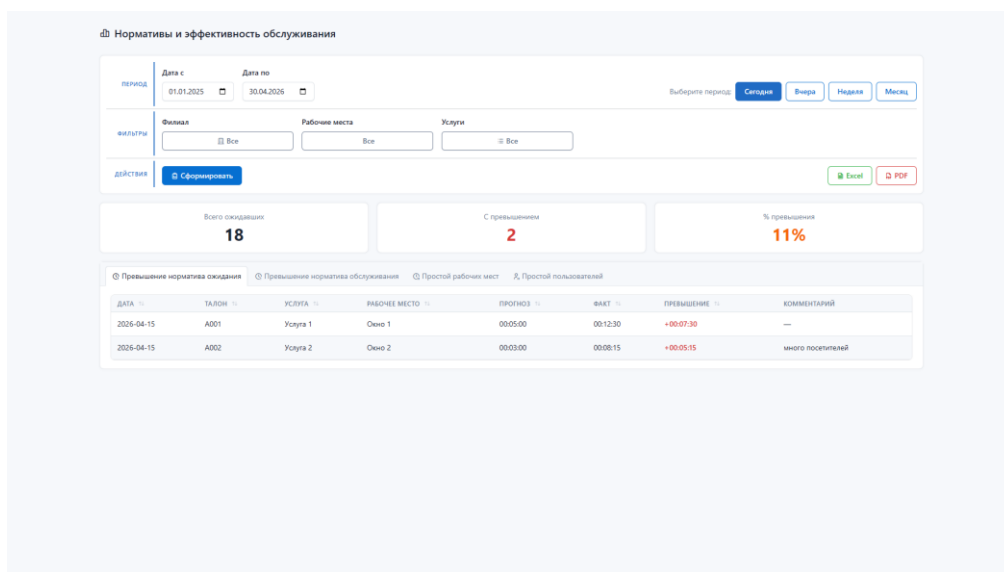 Нормативы и эффективность обслуживания
Дата с Дата по
ПЕРИОД 01.01.2025 30.04.2026 Выберите период: Сегодня Вчера Неделя Месяц
Филиал Рабочие места Услуги
ФИЛЬТРЫ Все Все Все
ДЕЙСТВИЯ Сформировать Excel PDF
Всего ожидавших С превышением % превышения
18 2 11%
Превышение норматива ожидания Превышение норматива обслуживания Простой рабочих мест Простой пользователей
ДАТА ТАЛОН УСЛУГА РАБОЧЕЕ МЕСТО ПРОГНОЗ ФАКТ ПРЕВЫШЕНИЕ КОММЕНТАРИЙ
2026-04-15 A001 Услуга 1 Окно 1 00:05:00 00:12:30 +00:07:30 —
2026-04-15 A002 Услуга 2 Окно 2 00:03:00 00:08:15 +00:05:15 много посетителей